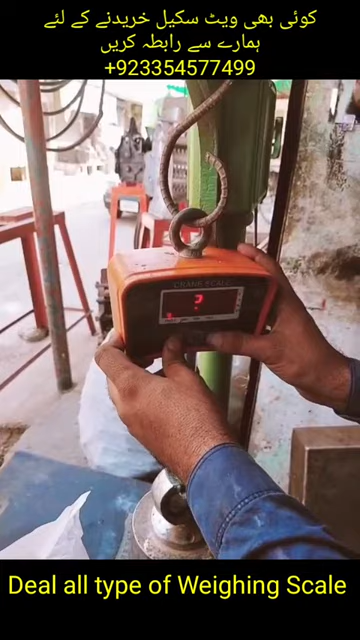 کوئی بھی ویٹ سکیل خریدنے کے لئے
ہمارے سے رابطہ کریں
+923354577499
CRANE SCALE
?
Deal all type of Weighing Scale